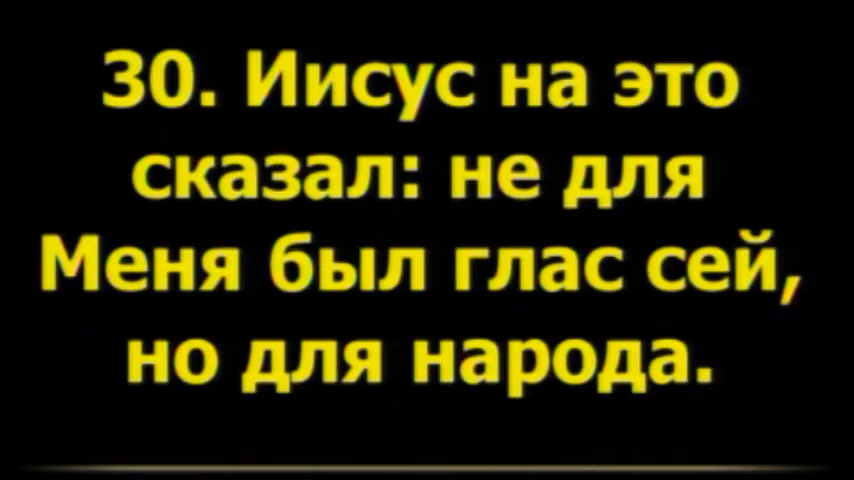 30. Иисус на это
сказал: не для
Меня был глас сей,
но для народа.